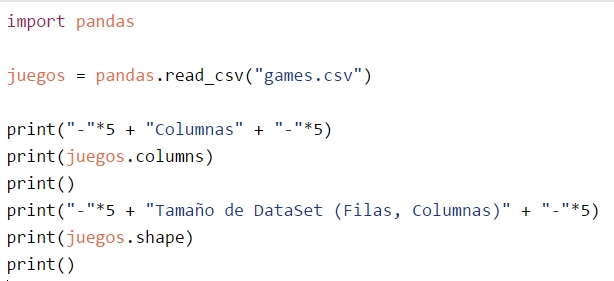 import pandas
juegos = pandas.read_csv("games.csv")
print("-"*5 + "Columnas" + "-"*5)
print(juegos.columns)
print()
print("-"*5 + "Tamaño de DataSet (Filas, Columnas)" + "-"*5)
print(juegos.shape)
print()